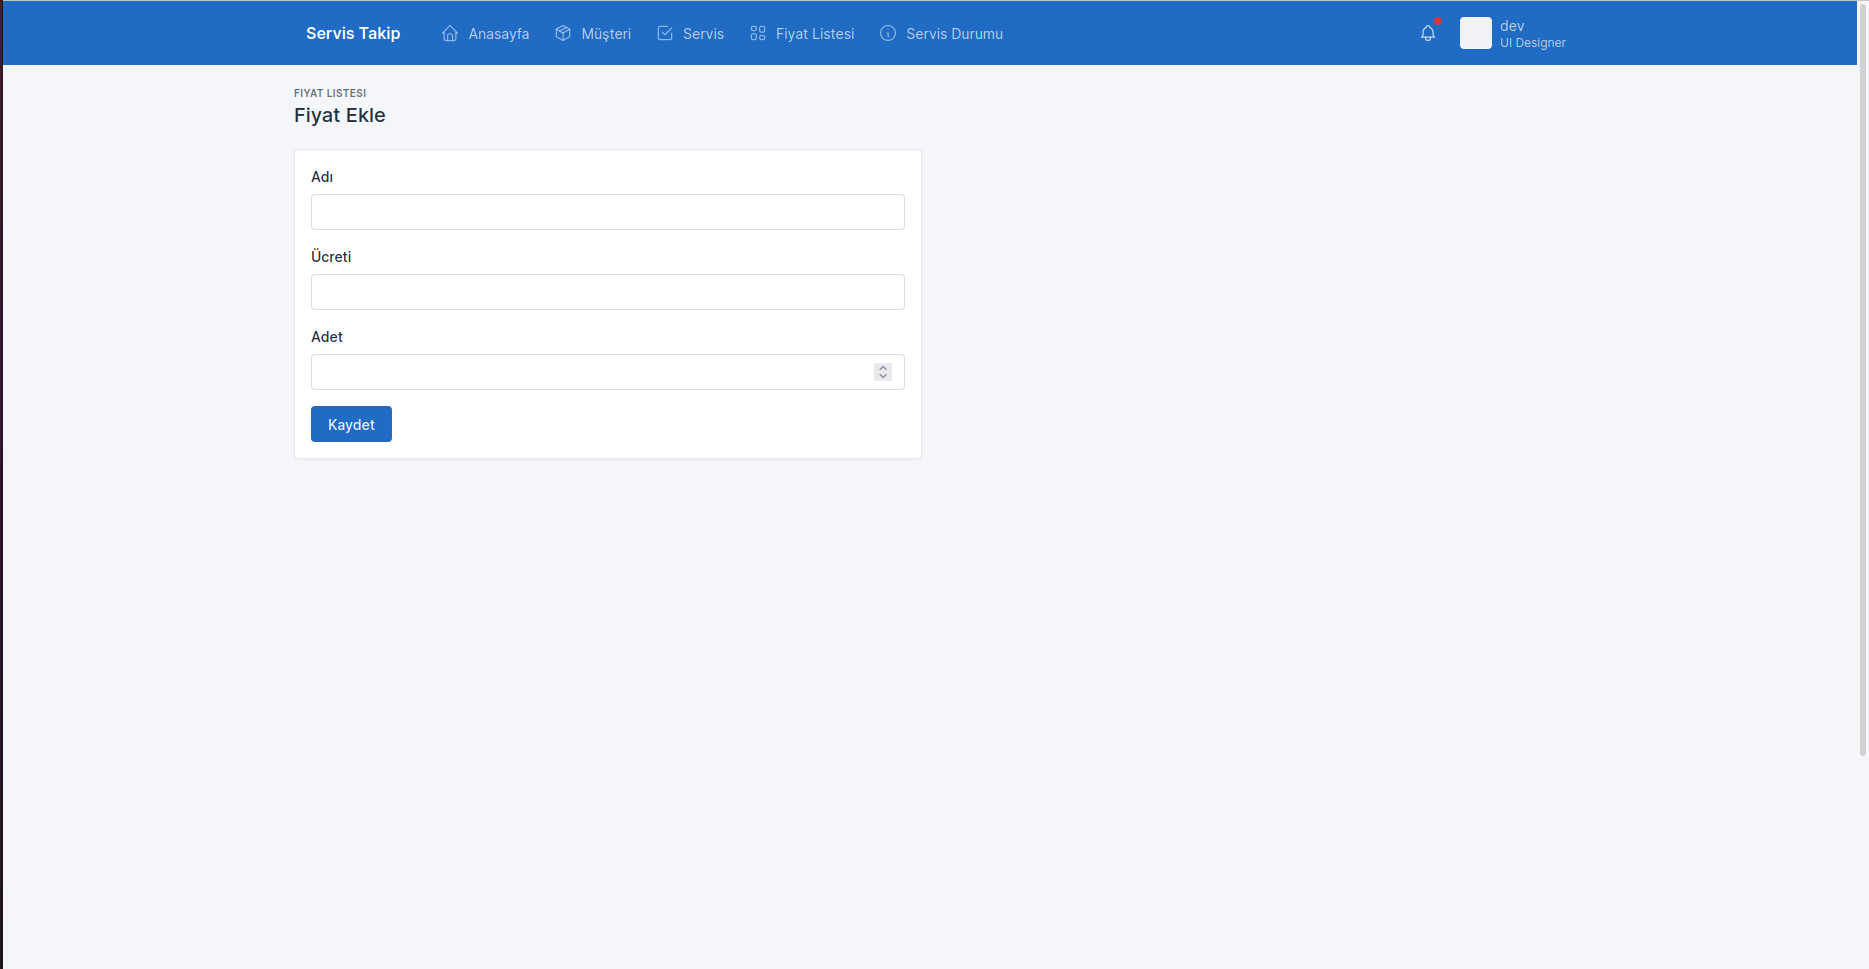 Servis Takip Anasayfa Müşteri Servis Fiyat Listesi Servis Durumu dev
UI Designer
FIYAT LISTESI
Fiyat Ekle
Adı
Ücreti
Adet
Kaydet